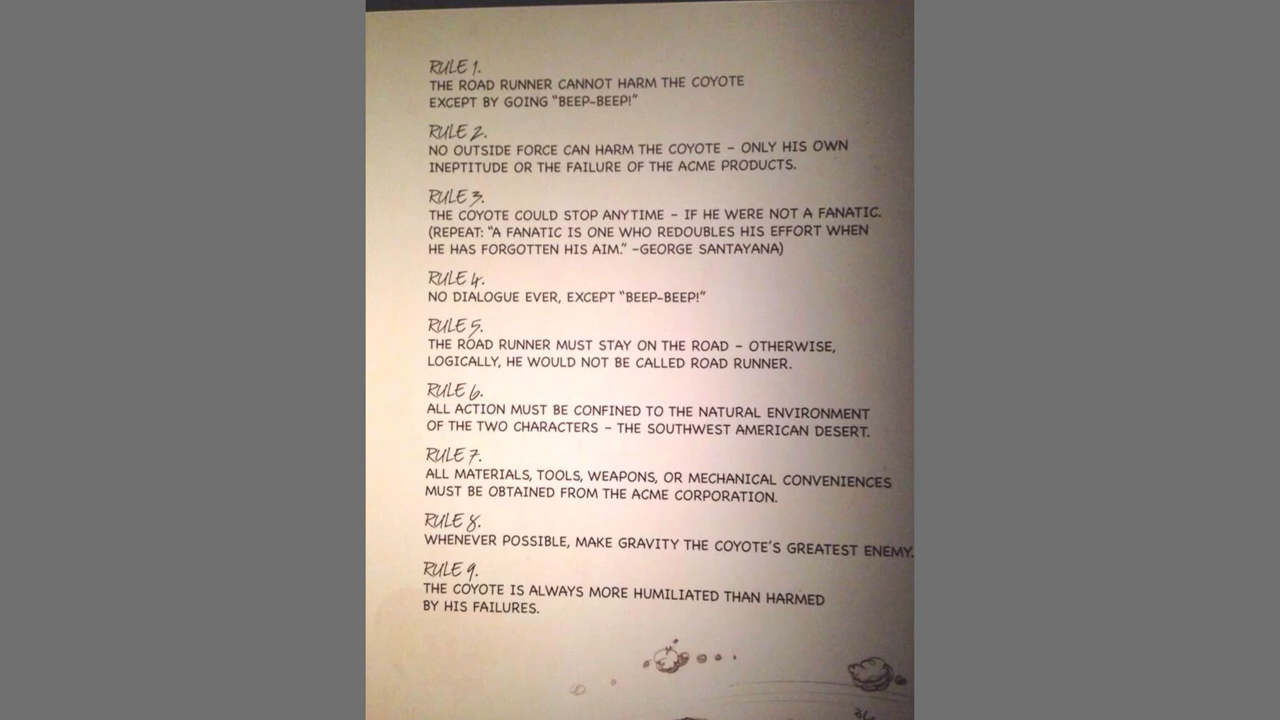 RULE 1.
THE ROAD RUNNER CANNOT HARM THE COYOTE
EXCEPT BY GOING "BEEP-BEEP!"
RULE 2.
NO OUTSIDE FORCE CAN HARM THE COYOTE – ONLY HIS OWN
INEPTITUDE OR THE FAILURE OF THE ACME PRODUCTS.
RULE 3.
THE COYOTE COULD STOP ANYTIME – IF HE WERE NOT A FANATIC.
(REPEAT: "A FANATIC IS ONE WHO REDOUBLES HIS EFFORT WHEN
HE HAS FORGOTTEN HIS AIM." –GEORGE SANTAYANA)
RULE 4.
NO DIALOGUE EVER, EXCEPT "BEEP-BEEP!"
RULE 5.
THE ROAD RUNNER MUST STAY ON THE ROAD – OTHERWISE,
LOGICALLY, HE WOULD NOT BE CALLED ROAD RUNNER.
RULE 6.
ALL ACTION MUST BE CONFINED TO THE NATURAL ENVIRONMENT
OF THE TWO CHARACTERS – THE SOUTHWEST AMERICAN DESERT.
RULE 7.
ALL MATERIALS, TOOLS, WEAPONS, OR MECHANICAL CONVENIENCES
MUST BE OBTAINED FROM THE ACME CORPORATION.
RULE 8.
WHENEVER POSSIBLE, MAKE GRAVITY THE COYOTE'S GREATEST ENEMY.
RULE 9.
THE COYOTE IS ALWAYS MORE HUMILIATED THAN HARMED
BY HIS FAILURES.